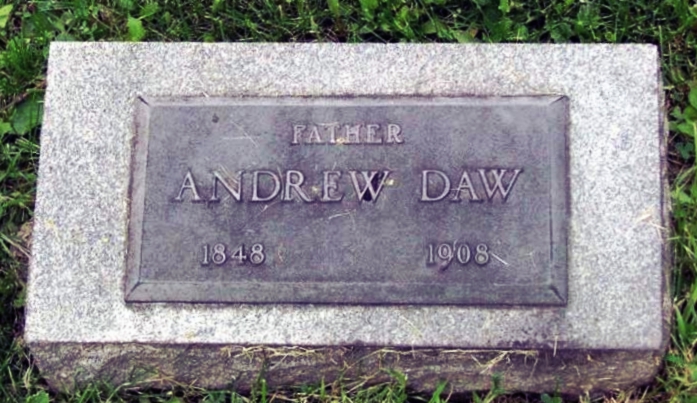 FATHER
ANDREW DAW
1848 1908